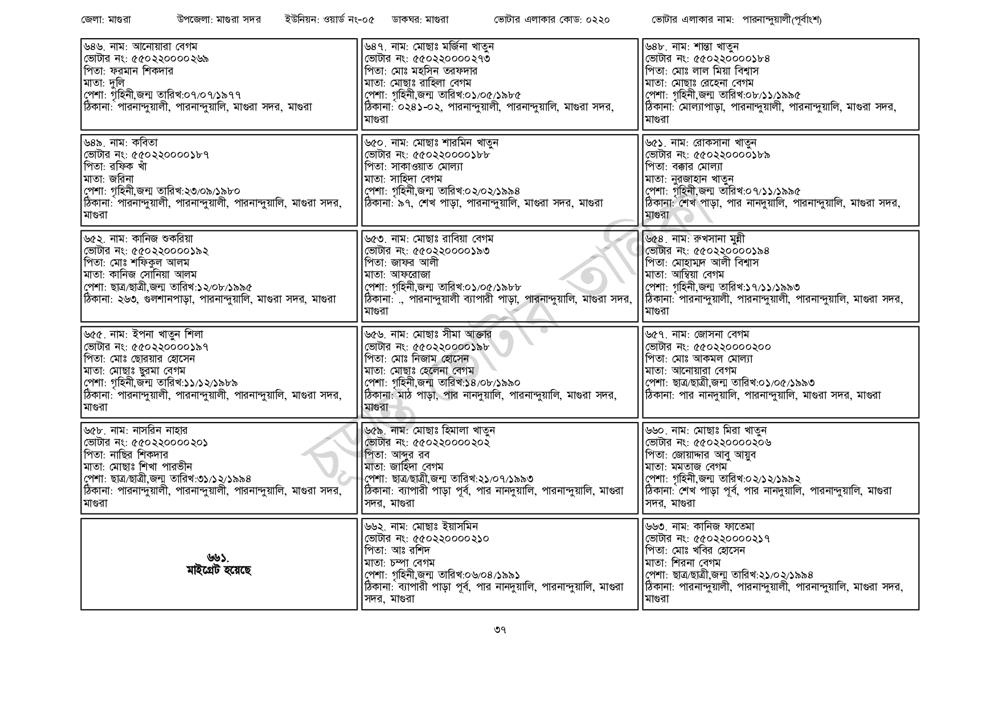 জেলা: মাগুরা উপজেলা: মাগুরা সদর ইউনিয়ন: ওয়ার্ড নং-০৫ ডাকঘর: মাগুরা ভোটার এলাকার কোড: ০২২০ ভোটার এলাকার নাম: পারনান্দুয়ালী(পূর্বাংশ)
৬৪৬. নাম: আনোয়ারা বেগম
ভোটার নং: ৫৫০২২০০০০২৬৯
পিতা: ফরমান শিকদার
মাতা: দুলি
পেশা: গৃহিনী,জন্ম তারিখ:০৭/০৭/১৯৭৭
ঠিকানা: পারনান্দুয়ালী, পারনান্দুয়ালি, মাগুরা সদর, মাগুরা
৬৪৭. নাম: মোছাঃ মর্জিনা খাতুন
ভোটার নং: ৫৫০২২০০০০২৭৩
পিতা: মোঃ মহসিন তরফদার
মাতা: মোছাঃ রাহিলা বেগম
পেশা: গৃহিনী,জন্ম তারিখ:০১/০৫/১৯৮৫
ঠিকানা: ০২৪১-০২, পারনান্দুয়ালী, পারনান্দুয়ালি, মাগুরা সদর,
মাগুরা
৬৪৮. নাম: শান্তা খাতুন
ভোটার নং: ৫৫০২২০০০০১৮৪
পিতা: মোঃ লাল মিয়া বিশ্বাস
মাতা: মোছাঃ রেহেনা বেগম
পেশা: গৃহিনী,জন্ম তারিখ:০৮/১১/১৯৯৫
ঠিকানা: মোল্যাপাড়া, পারনান্দুয়ালী, পারনান্দুয়ালি, মাগুরা সদর,
মাগুরা
৬৪৯. নাম: কবিতা
ভোটার নং: ৫৫০২২০০০০১৮৭
পিতা: রফিক খাঁ
মাতা: জরিনা
পেশা: গৃহিনী,জন্ম তারিখ:২৩/০৯/১৯৮০
ঠিকানা: পারনান্দুয়ালী, পারনান্দুয়ালী, পারনান্দুয়ালি, মাগুরা সদর,
মাগুরা
৬৫০. নাম: মোছাঃ শারমিন খাতুন
ভোটার নং: ৫৫০২২০০০০১৮৮
পিতা: সাকাওয়াত মোল্যা
মাতা: সাহিদা বেগম
পেশা: গৃহিনী,জন্ম তারিখ:০২/০২/১৯৯৪
ঠিকানা: ৯৭, শেখ পাড়া, পারনান্দুয়ালি, মাগুরা সদর, মাগুরা
৬৫১. নাম: রোকসানা খাতুন
ভোটার নং: ৫৫০২২০০০০১৮৯
পিতা: বক্কার মোল্যা
মাতা: নুরজাহান খাতুন
পেশা: গৃহিনী,জন্ম তারিখ:০৭/১১/১৯৯৫
ঠিকানা: শেখ পাড়া, পার নানদুয়ালি, পারনান্দুয়ালি, মাগুরা সদর,
মাগুরা
৬৫২. নাম: কানিজ শুকরিয়া
ভোটার নং: ৫৫০২২০০০০১৯২
পিতা: মোঃ শফিকুল আলম
মাতা: কানিজ সোনিয়া আলম
পেশা: ছাত্র/ছাত্রী,জন্ম তারিখ:১২/০৮/১৯৯৫
ঠিকানা: ২৬৩, গুলশানপাড়া, পারনান্দুয়ালি, মাগুরা সদর, মাগুরা
৬৫৩. নাম: মোছাঃ রাবিয়া বেগম
ভোটার নং: ৫৫০২২০০০০১৯৩
পিতা: জাফর আলী
মাতা: আফরোজা
পেশা: গৃহিনী,জন্ম তারিখ:০১/০৫/১৯৮৮
ঠিকানা: ., পারনান্দুয়ালী ব্যাপারী পাড়া, পারনান্দুয়ালি, মাগুরা সদর,
মাগুরা
৬৫৪. নাম: রুখসানা মুন্নী
ভোটার নং: ৫৫০২২০০০০১৯৪
পিতা: মোহাম্মদ আলী বিশ্বাস
মাতা: আম্বিয়া বেগম
পেশা: গৃহিনী,জন্ম তারিখ:১৭/১১/১৯৯৩
ঠিকানা: পারনান্দুয়ালী, পারনান্দুয়ালী, পারনান্দুয়ালি, মাগুরা সদর,
মাগুরা
৬৫৫. নাম: ইপনা খাতুন শিলা
ভোটার নং: ৫৫০২২০০০০১৯৭
পিতা: মোঃ ছোরয়ার হোসেন
মাতা: মোছাঃ ছুরমা বেগম
পেশা: গৃহিনী,জন্ম তারিখ:১১/১২/১৯৮৯
ঠিকানা: পারনান্দুয়ালী, পারনান্দুয়ালী, পারনান্দুয়ালি, মাগুরা সদর,
মাগুরা
৬৫৬. নাম: মোছাঃ সীমা আক্তার
ভোটার নং: ৫৫০২২০০০০১৯৮
পিতা: মোঃ নিজাম হোসেন
মাতা: মোছাঃ হেলেনা বেগম
পেশা: গৃহিনী,জন্ম তারিখ:১৪/০৮/১৯৯০
ঠিকানা: মাঠ পাড়া, পার নানদুয়ালি, পারনান্দুয়ালি, মাগুরা সদর,
মাগুরা
৬৫৭. নাম: জোসনা বেগম
ভোটার নং: ৫৫০২২০০০০২০০
পিতা: মোঃ আকমল মোল্যা
মাতা: আনোয়ারা বেগম
পেশা: ছাত্র/ছাত্রী,জন্ম তারিখ:০১/০৫/১৯৯৩
ঠিকানা: পার নানদুয়ালি, পারনান্দুয়ালি, মাগুরা সদর, মাগুরা
৬৫৮. নাম: নাসরিন নাহার
ভোটার নং: ৫৫০২২০০০০২০১
পিতা: নাছির শিকদার
মাতা: মোছাঃ শিখা পারভীন
পেশা: ছাত্র/ছাত্রী,জন্ম তারিখ:৩১/১২/১৯৯৪
ঠিকানা: পারনান্দুয়ালী, পারনান্দুয়ালী, পারনান্দুয়ালি, মাগুরা সদর,
মাগুরা
৬৫৯. নাম: মোছাঃ হিমালা খাতুন
ভোটার নং: ৫৫০২২০০০০২০২
পিতা: আব্দুর রব
মাতা: জাহিদা বেগম
পেশা: ছাত্র/ছাত্রী,জন্ম তারিখ:২১/০৭/১৯৯৩
ঠিকানা: ব্যাপারী পাড়া পূর্ব, পার নানদুয়ালি, পারনান্দুয়ালি, মাগুরা
সদর, মাগুরা
৬৬০. নাম: মোছাঃ মিরা খাতুন
ভোটার নং: ৫৫০২২০০০০২০৬
পিতা: জোয়াদ্দার আবু আয়ুব
মাতা: মমতাজ বেগম
পেশা: গৃহিনী,জন্ম তারিখ:০২/১২/১৯৯২
ঠিকানা: শেখ পাড়া পূর্ব, পার নানদুয়ালি, পারনান্দুয়ালি, মাগুরা
সদর, মাগুরা
৬৬১.
মাইগ্রেট হয়েছে
৬৬২. নাম: মোছাঃ ইয়াসমিন
ভোটার নং: ৫৫০২২০০০০২১০
পিতা: আঃ রশিদ
মাতা: চম্পা বেগম
পেশা: গৃহিনী,জন্ম তারিখ:০৬/০৪/১৯৯১
ঠিকানা: ব্যাপারী পাড়া পূর্ব, পার নানদুয়ালি, পারনান্দুয়ালি, মাগুরা
সদর, মাগুরা
৬৬৩. নাম: কানিজ ফাতেমা
ভোটার নং: ৫৫০২২০০০০২১৭
পিতা: মোঃ খবির হোসেন
মাতা: শিরনা বেগম
পেশা: ছাত্র/ছাত্রী,জন্ম তারিখ:২১/০২/১৯৯৪
ঠিকানা: পারনান্দুয়ালী, পারনান্দুয়ালী, পারনান্দুয়ালি, মাগুরা সদর,
মাগুরা
চূড়ান্ত ভোটার তালিকা
৩৭